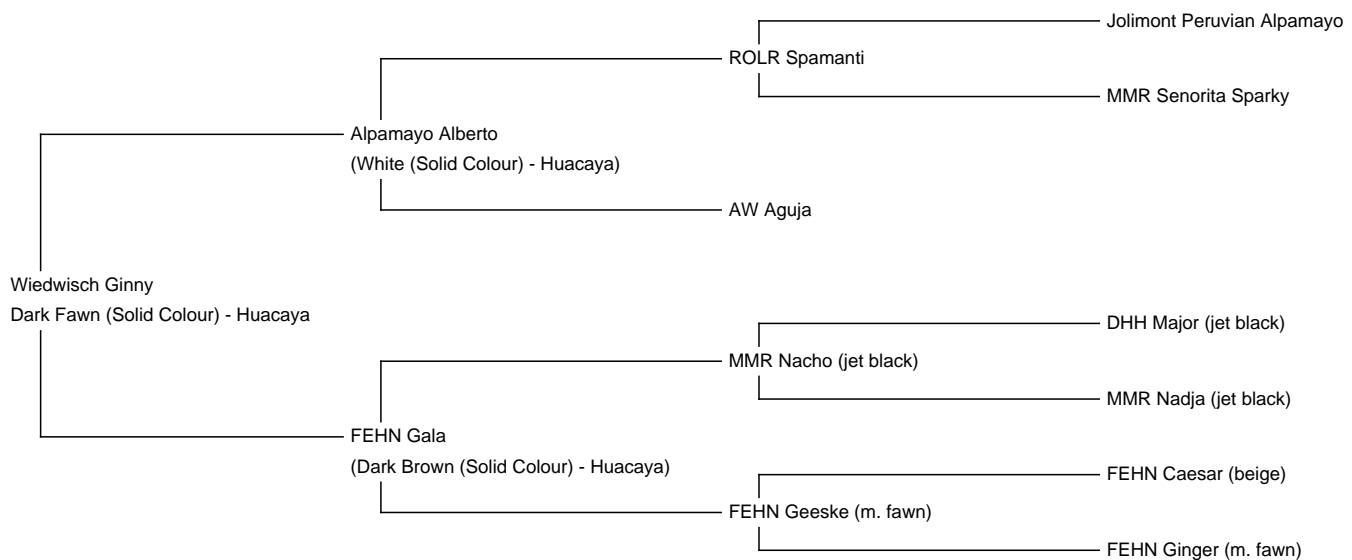 Jolimont Peruvian Alpamayo
ROLR Spamanti
MMR Senorita Sparky
Alpamayo Alberto
(White (Solid Colour) - Huacaya)
AW Aguja
Wiedwisch Ginny
Dark Fawn (Solid Colour) - Huacaya
DHH Major (jet black)
MMR Nacho (jet black)
MMR Nadja (jet black)
FEHN Gala
(Dark Brown (Solid Colour) - Huacaya)
FEHN Caesar (beige)
FEHN Geeske (m. fawn)
FEHN Ginger (m. fawn)